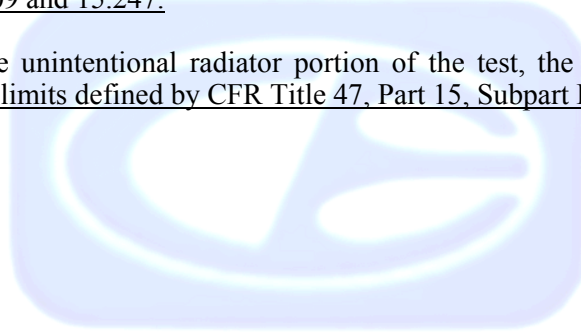 09 and 15.247.
e unintentional radiator portion of the test, the
limits defined by CFR Title 47, Part 15, Subpart